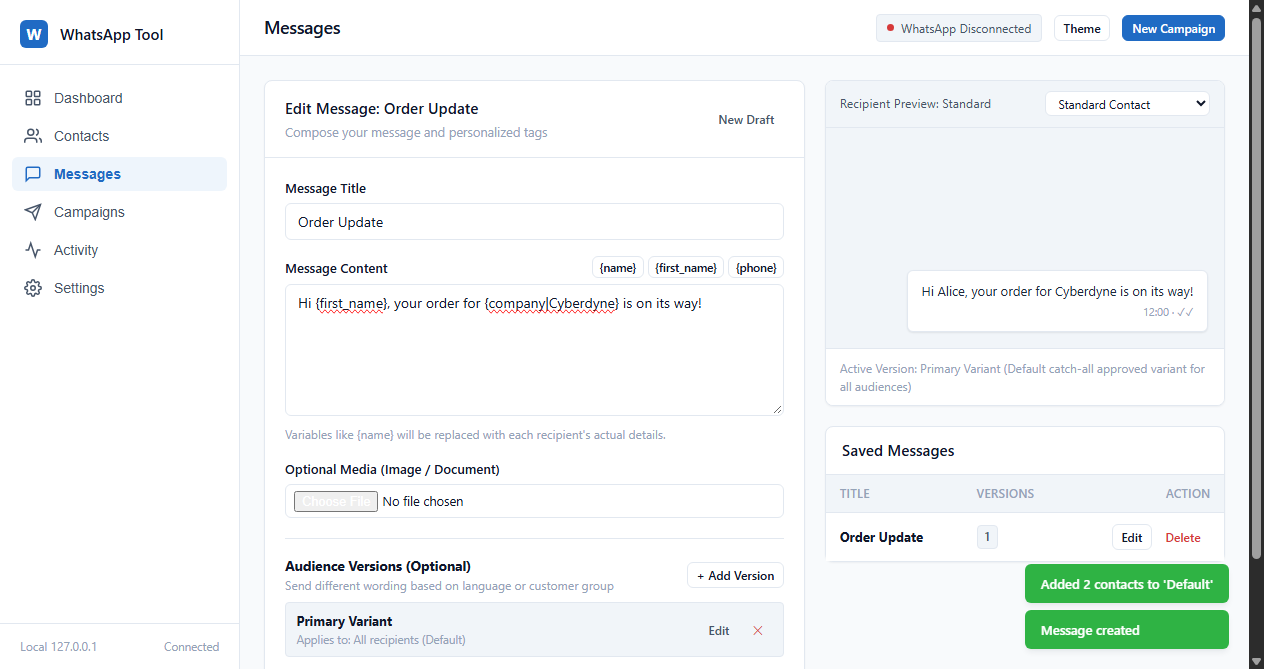 W WhatsApp Tool
Dashboard
Contacts
Messages
Campaigns
Activity
Settings
Local 127.0.0.1 Connected
Messages
WhatsApp Disconnected Theme New Campaign
Edit Message: Order Update
Compose your message and personalized tags
New Draft
Message Title
Order Update
Message Content {name} {first_name} {phone}
Hi {first_name}, your order for {company|Cyberdyne} is on its way!
Variables like {name} will be replaced with each recipient's actual details.
Optional Media (Image / Document)
Choose File No file chosen
Audience Versions (Optional)
Send different wording based on language or customer group
+ Add Version
Primary Variant
Applies to: All recipients (Default)
Edit
Recipient Preview: Standard Standard Contact
Hi Alice, your order for Cyberdyne is on its way!
12:00 · ✓✓
Active Version: Primary Variant (Default catch-all approved variant for
all audiences)
Saved Messages
TITLE VERSIONS ACTION
Order Update 1 Edit Delete
Added 2 contacts to 'Default'
Message created